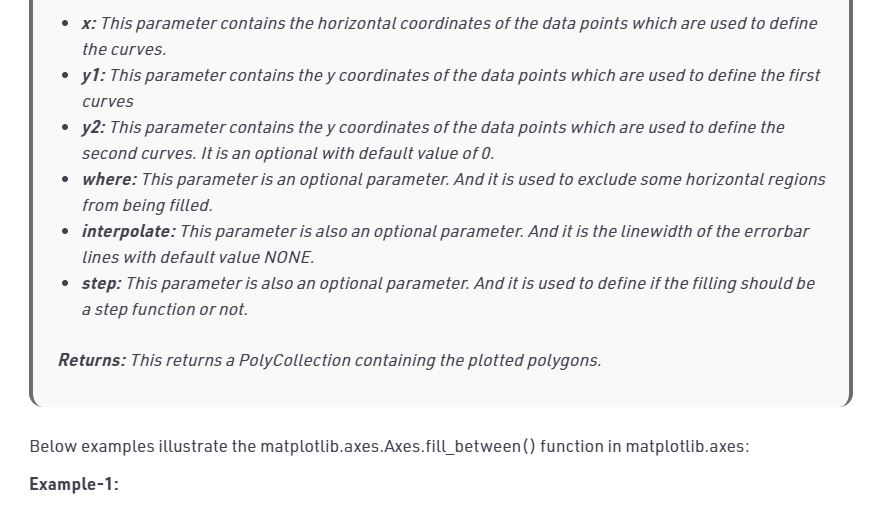 x: This parameter contains the horizontal coordinates of the data points which are used to define
the curves.
y1: This parameter contains the y coordinates of the data points which are used to define the first
curves
y2: This parameter contains the y coordinates of the data points which are used to define the
second curves. It is an optional with default value of 0.
where: This parameter is an optional parameter. And it is used to exclude some horizontal regions
from being filled.
interpolate: This parameter is also an optional parameter. And it is the linewidth of the errorbar
lines with default value NONE.
step: This parameter is also an optional parameter. And it is used to define if the filling should be
a step function or not.
Returns: This returns a PolyCollection containing the plotted polygons.
Below examples illustrate the matplotlib.axes.Axes.fill_between() function in matplotlib.axes:
Example-1: